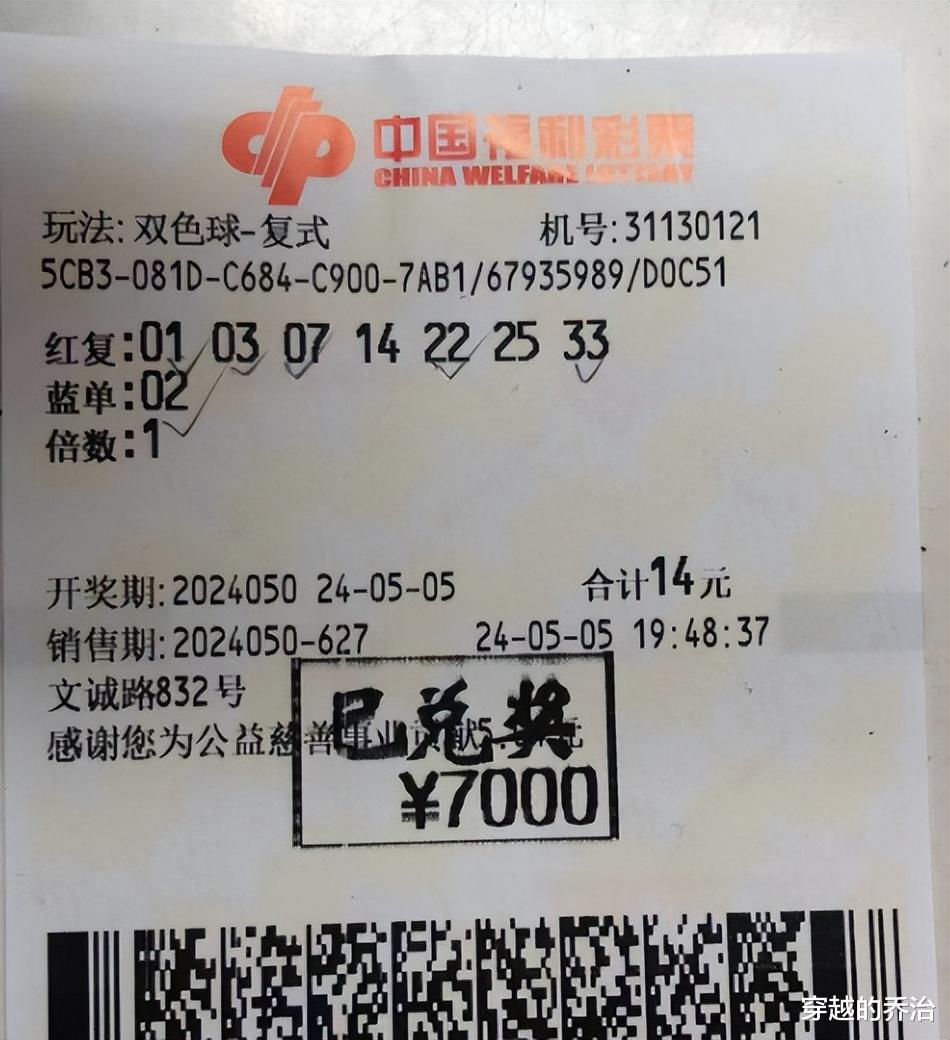 中国福利彩票
CHINA WELFARE LOTTERY
玩法: 双色球-复式 机号: 31130121
5CB3-081D-C684-C900-7AB1/67935989/D0C51
红复: 01 03 07 14 22 25 33
蓝单: 02
倍数: 1
开奖期: 2024050 24-05-05 合计14元
销售期: 2024050-627 24-05-05 19:48:37
文诚路832号
感谢您为公益慈善事业贡献5.元
已兑奖
¥7000
穿越的乔治